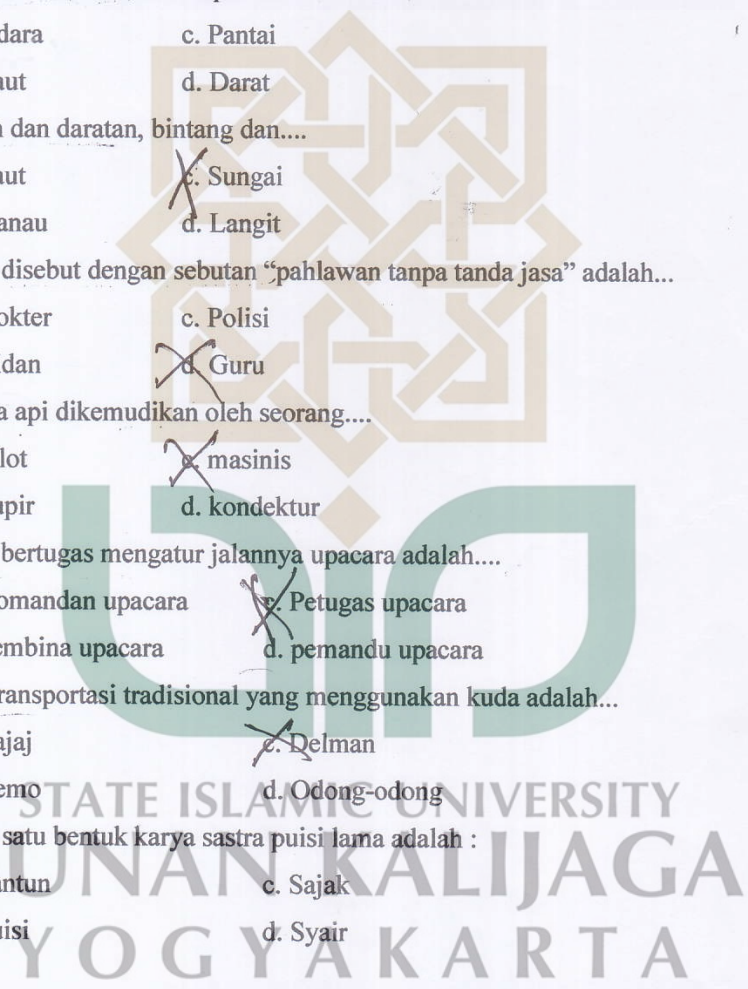 dara c. Pantai
aut d. Darat
dan daratan, bintang dan....
aut c. Sungai
anau d. Langit
disebut dengan sebutan “pahlawan tanpa tanda jasa” adalah...
okter c. Polisi
idan d. Guru
a api dikemudikan oleh seorang....
lot c. masinis
upir d. kondektur
bertugas mengatur jalannya upacara adalah....
omandan upacara c. Petugas upacara
embina upacara d. pemandu upacara
ransportasi tradisional yang menggunakan kuda adalah...
ajaj c. Delman
emo d. Odong-odong
STATE ISLAMIC UNIVERSITY
satu bentuk karya sastra puisi lama adalah :
UNAN KALIJAGA
antun c. Sajak
uisi d. Syair
YOGYAKARTA